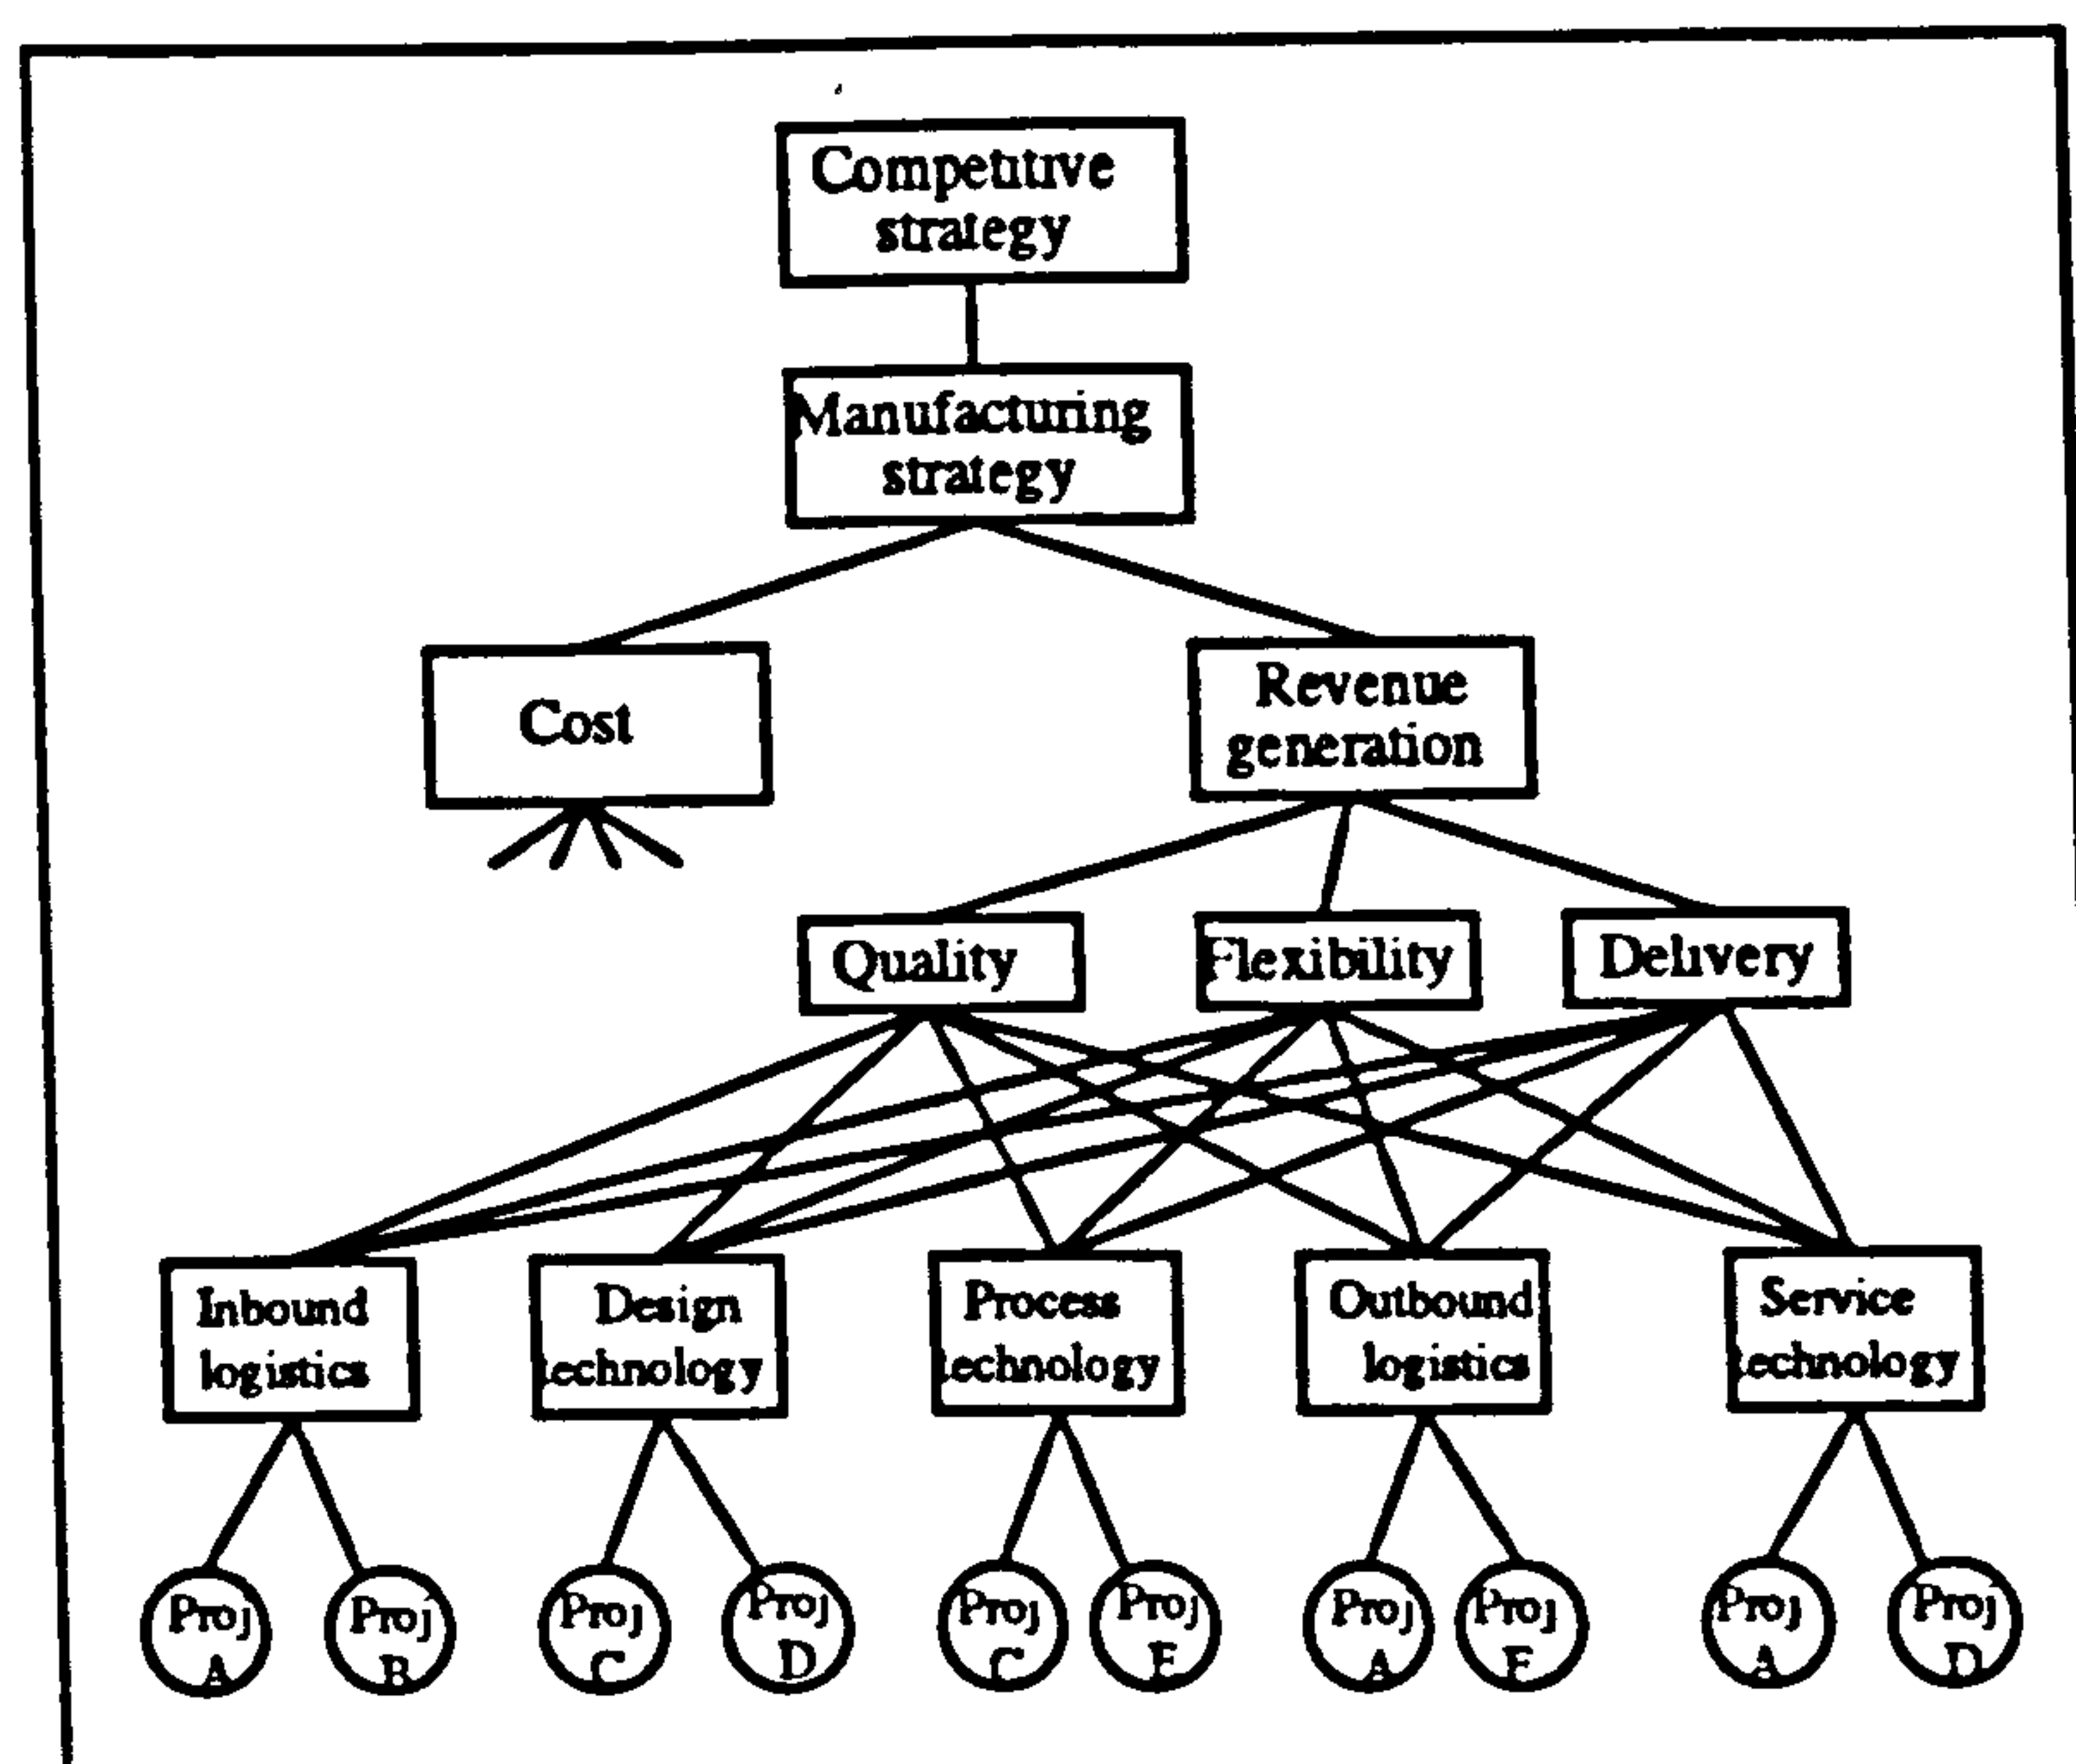 Competitive
strategy
Manufacturing
strategy
Cost
Revenue
generation
Quality
Flexibility
Delivery
Inbound
logistics
Design
technology
Process
technology
Outbound
logistics
Service
technology
Proj
A
Proj
B
Proj
C
Proj
D
Proj
C
Proj
E
Proj
A
Proj
Proj
A
Proj
D